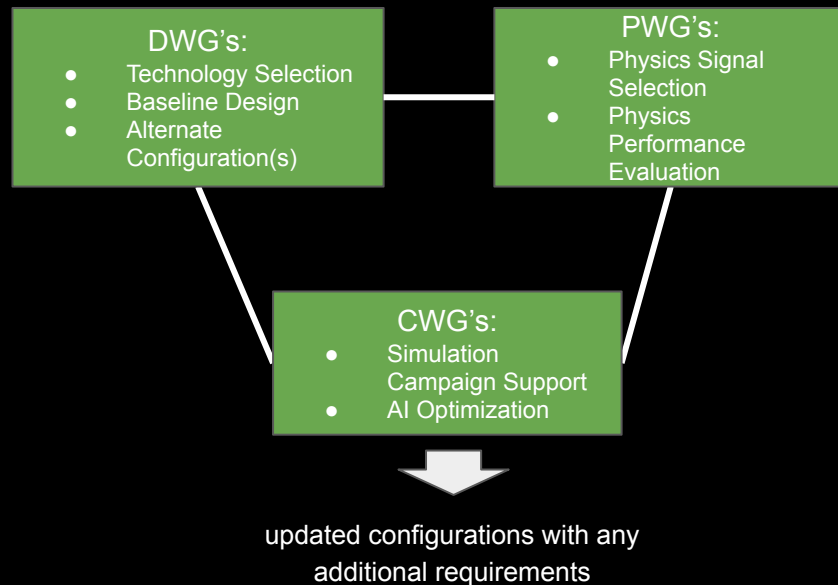 DWG's:
● Technology Selection
● Baseline Design
● Alternate
Configuration(s)
PWG's:
● Physics Signal
Selection
● Physics
Performance
Evaluation
CWG's:
● Simulation
Campaign Support
● AI Optimization
updated configurations with any
additional requirements